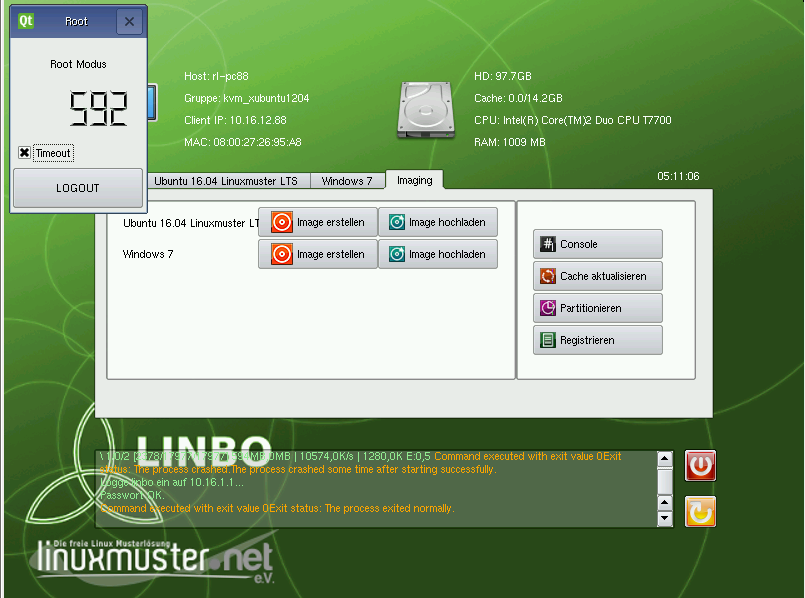 Qt Root
Root Modus
592
Timeout
LOGOUT
Host: rl-pc88
Gruppe: kvm_xubuntu1204
Client IP: 10.16.12.88
MAC: 08:00:27:26:95:A8
HD: 97.7GB
Cache: 0.0/14.2GB
CPU: Intel(R) Core(TM)2 Duo CPU T7700
RAM: 1009 MB
Ubuntu 16.04 Linuxmuster LTS
Windows 7
Imaging
05:11:06
Ubuntu 16.04 Linuxmuster LT
Image erstellen
Image hochladen
Windows 7
Image erstellen
Image hochladen
Console
Cache aktualisieren
Partitionieren
Registrieren
LINBO
10574,0K/s | 1280,0K E:0,5 Command executed with exit value 0Exit
status: The process crashed.The process crashed some time after starting successfully.
Logge linbo ein auf 10.16.1.1...
Passwort OK.
Command executed with exit value 0Exit status: The process exited normally.
Die freie Linux Musterlösung
linuxmuster.net
e.V.